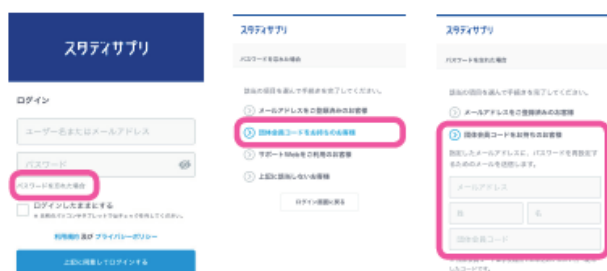 スタディサプリ
ログイン
ユーザー名またはメールアドレス
パスワード
パスワードを忘れた場合
ログインしたままにする
利用規約 及び プライバシーポリシー
上記に同意してログインする
スタディサプリ
パスワードを忘れた場合
該当の項目を選んで手続きを完了してください。
メールアドレスをご登録済みのお客様
団体会員コードをお持ちのお客様
サポートWebをご利用のお客様
上記に該当しないお客様
ログイン画面に戻る
スタディサプリ
パスワードを忘れた場合
該当の項目を選んで手続きを完了してください。
メールアドレスをご登録済みのお客様
団体会員コードをお持ちのお客様
設定したメールアドレスに、パスワードを再設定す
るためのメールを送信します。
メールアドレス
姓 名
団体会員コード
したコードです。